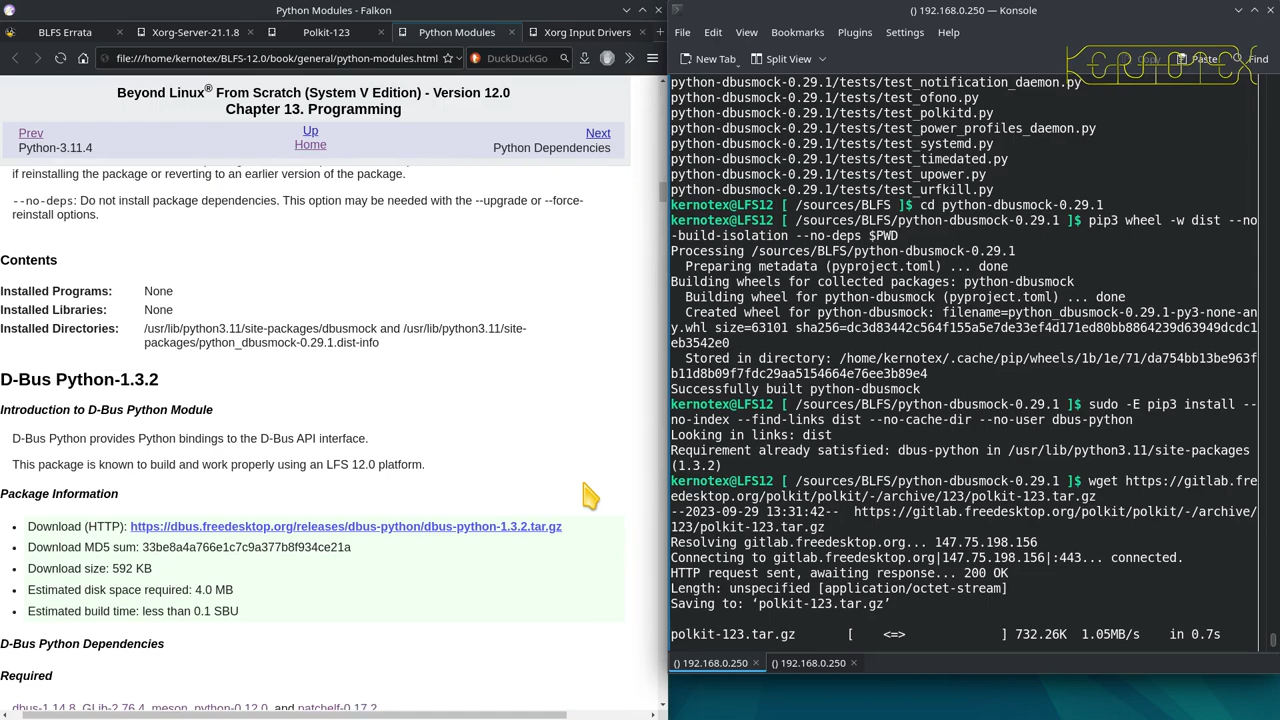 Python Modules - Falkon
BLFS Errata
Xorg-Server-21.1.8
Polkit-123
Python Modules
Xorg Input Drivers
file:///home/kernotex/BLFS-12.0/book/general/python-modules.html
DuckDuckGo
Beyond Linux® From Scratch (System V Edition) - Version 12.0
Chapter 13. Programming
Prev
Up
Next
Python-3.11.4
Home
Python Dependencies
if reinstalling the package or reverting to an earlier version of the package.
--no-deps: Do not install package dependencies. This option may be needed with the --upgrade or --force-
reinstall options.
Contents
Installed Programs: None
Installed Libraries: None
Installed Directories: /usr/lib/python3.11/site-packages/dbusmock and /usr/lib/python3.11/site-
packages/python_dbusmock-0.29.1.dist-info
D-Bus Python-1.3.2
Introduction to D-Bus Python Module
D-Bus Python provides Python bindings to the D-Bus API interface.
This package is known to build and work properly using an LFS 12.0 platform.
Package Information
Download (HTTP): https://dbus.freedesktop.org/releases/dbus-python/dbus-python-1.3.2.tar.gz
Download MD5 sum: 33be8a4a766e1c7c9a377b8f934ce21a
Download size: 592 KB
Estimated disk space required: 4.0 MB
Estimated build time: less than 0.1 SBU
D-Bus Python Dependencies
Required
dbus-1.14.8, GLib-2.76.4, meson_python-0.12.0, and patchelf-0.17.2
() 192.168.0.250 — Konsole
File Edit View Bookmarks Plugins Settings Help
New Tab Split View Copy Paste Find
KERNOTEX
python-dbusmock-0.29.1/tests/test_notification_daemon.py
python-dbusmock-0.29.1/tests/test_ofono.py
python-dbusmock-0.29.1/tests/test_polkitd.py
python-dbusmock-0.29.1/tests/test_power_profiles_daemon.py
python-dbusmock-0.29.1/tests/test_systemd.py
python-dbusmock-0.29.1/tests/test_timedated.py
python-dbusmock-0.29.1/tests/test_upower.py
python-dbusmock-0.29.1/tests/test_urfkill.py
kernotex@LFS12 [ /sources/BLFS ]$ cd python-dbusmock-0.29.1
kernotex@LFS12 [ /sources/BLFS/python-dbusmock-0.29.1 ]$ pip3 wheel -w dist --no
-build-isolation --no-deps $PWD
Processing /sources/BLFS/python-dbusmock-0.29.1
Preparing metadata (pyproject.toml) ... done
Building wheels for collected packages: python-dbusmock
Building wheel for python-dbusmock (pyproject.toml) ... done
Created wheel for python-dbusmock: filename=python_dbusmock-0.29.1-py3-none-an
y.whl size=63101 sha256=dc3d83442c564f155a5e7de33ef4d171ed80bb8864239d63949dcdc1
eb3542e0
Stored in directory: /home/kernotex/.cache/pip/wheels/1b/1e/71/da754bb13be963f
b11d8b09f7fdc29aa5154664e76ee3b89e4
Successfully built python-dbusmock
kernotex@LFS12 [ /sources/BLFS/python-dbusmock-0.29.1 ]$ sudo -E pip3 install --
no-index --find-links dist --no-cache-dir --no-user dbus-python
Looking in links: dist
Requirement already satisfied: dbus-python in /usr/lib/python3.11/site-packages
(1.3.2)
kernotex@LFS12 [ /sources/BLFS/python-dbusmock-0.29.1 ]$ wget https://gitlab.fre
edesktop.org/polkit/polkit/-/archive/123/polkit-123.tar.gz
--2023-09-29 13:31:42--  https://gitlab.freedesktop.org/polkit/polkit/-/archive/
123/polkit-123.tar.gz
Resolving gitlab.freedesktop.org... 147.75.198.156
Connecting to gitlab.freedesktop.org|147.75.198.156|:443... connected.
HTTP request sent, awaiting response... 200 OK
Length: unspecified [application/octet-stream]
Saving to: ‘polkit-123.tar.gz’
polkit-123.tar.gz [ <=> ] 732.26K 1.05MB/s in 0.7s
() 192.168.0.250
() 192.168.0.250